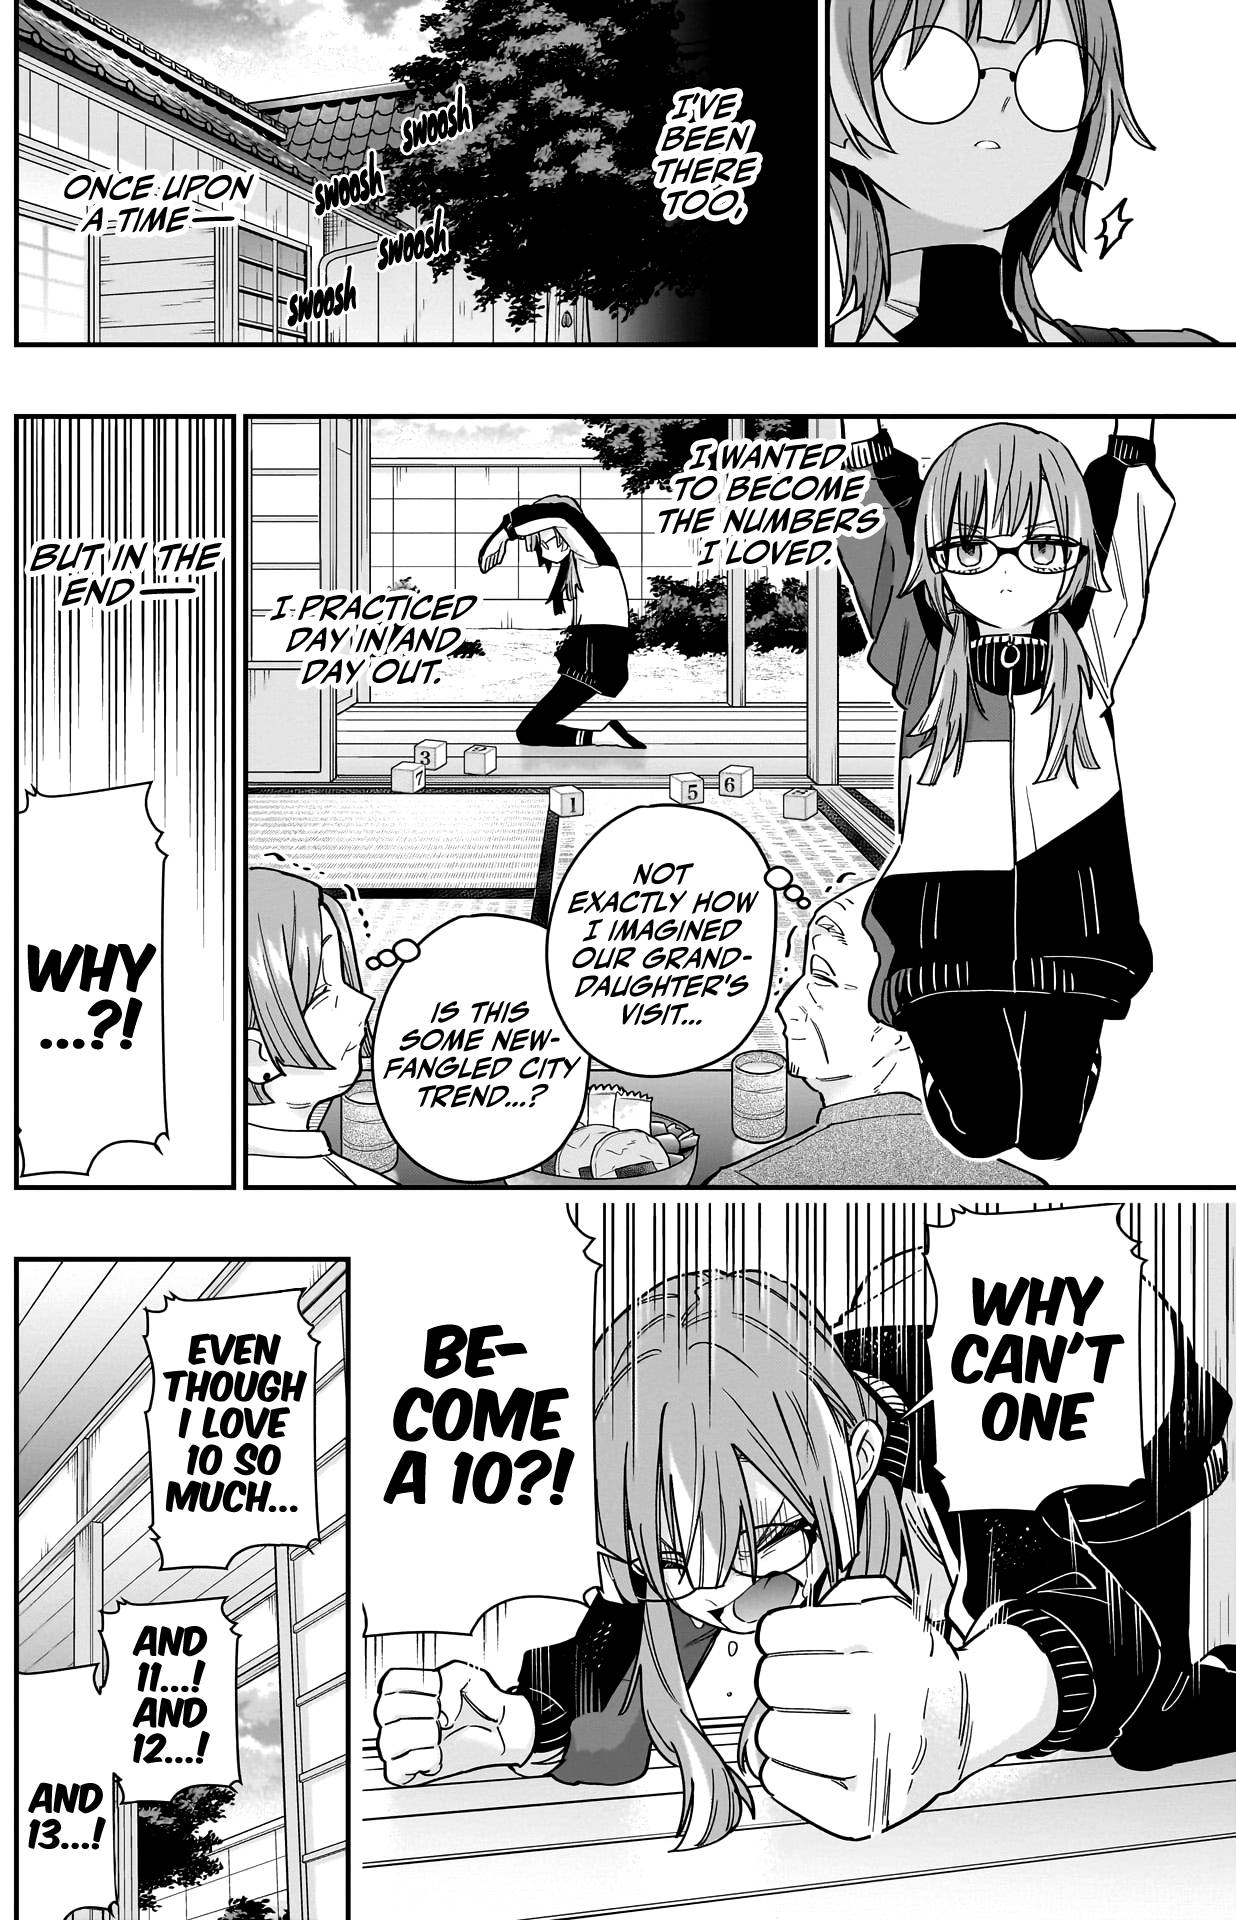 I'VE
BEEN
THERE
TOO,
ONCE UPON
A TIME—
SWOOSH
SWOOSH
SWOOSH
SWOOSH
I WANTED
TO BECOME
THE NUMBERS
I LOVED.
I PRACTICED
DAY IN AND
DAY OUT.
3
7
1
5
6
NOT
EXACTLY HOW
I IMAGINED
OUR GRAND-
DAUGHTER'S
VISIT...
IS THIS
SOME NEW-
FANGLED CITY
TREND...?
BUT IN THE
END—
WHY
...?!
WHY
CAN'T
ONE
BE-
COME
A 10?!
EVEN
THOUGH
I LOVE
10 SO
MUCH...
AND
11...!
AND
12...!
AND
13...!